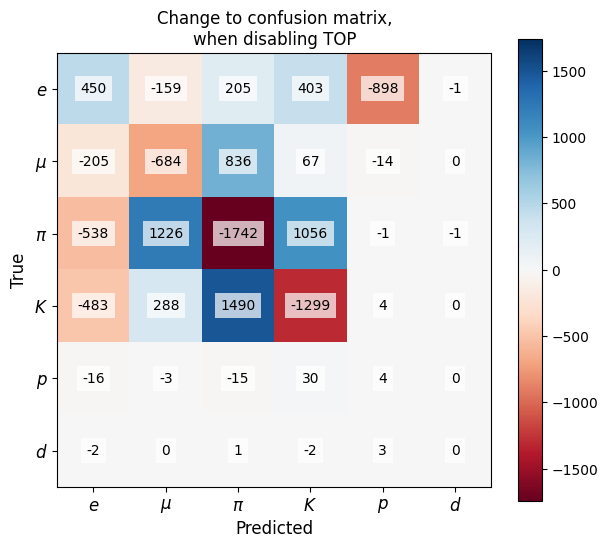 Change to confusion matrix,
when disabling TOP
e 450 -159 205 403 -898 -1
μ -205 -684 836 67 -14 0
π -538 1226 -1742 1056 -1 -1
K -483 288 1490 -1299 4 0
p -16 -3 -15 30 4 0
d -2 0 1 -2 3 0
e μ π K p d
Predicted
True
1500
1000
500
0
−500
−1000
−1500